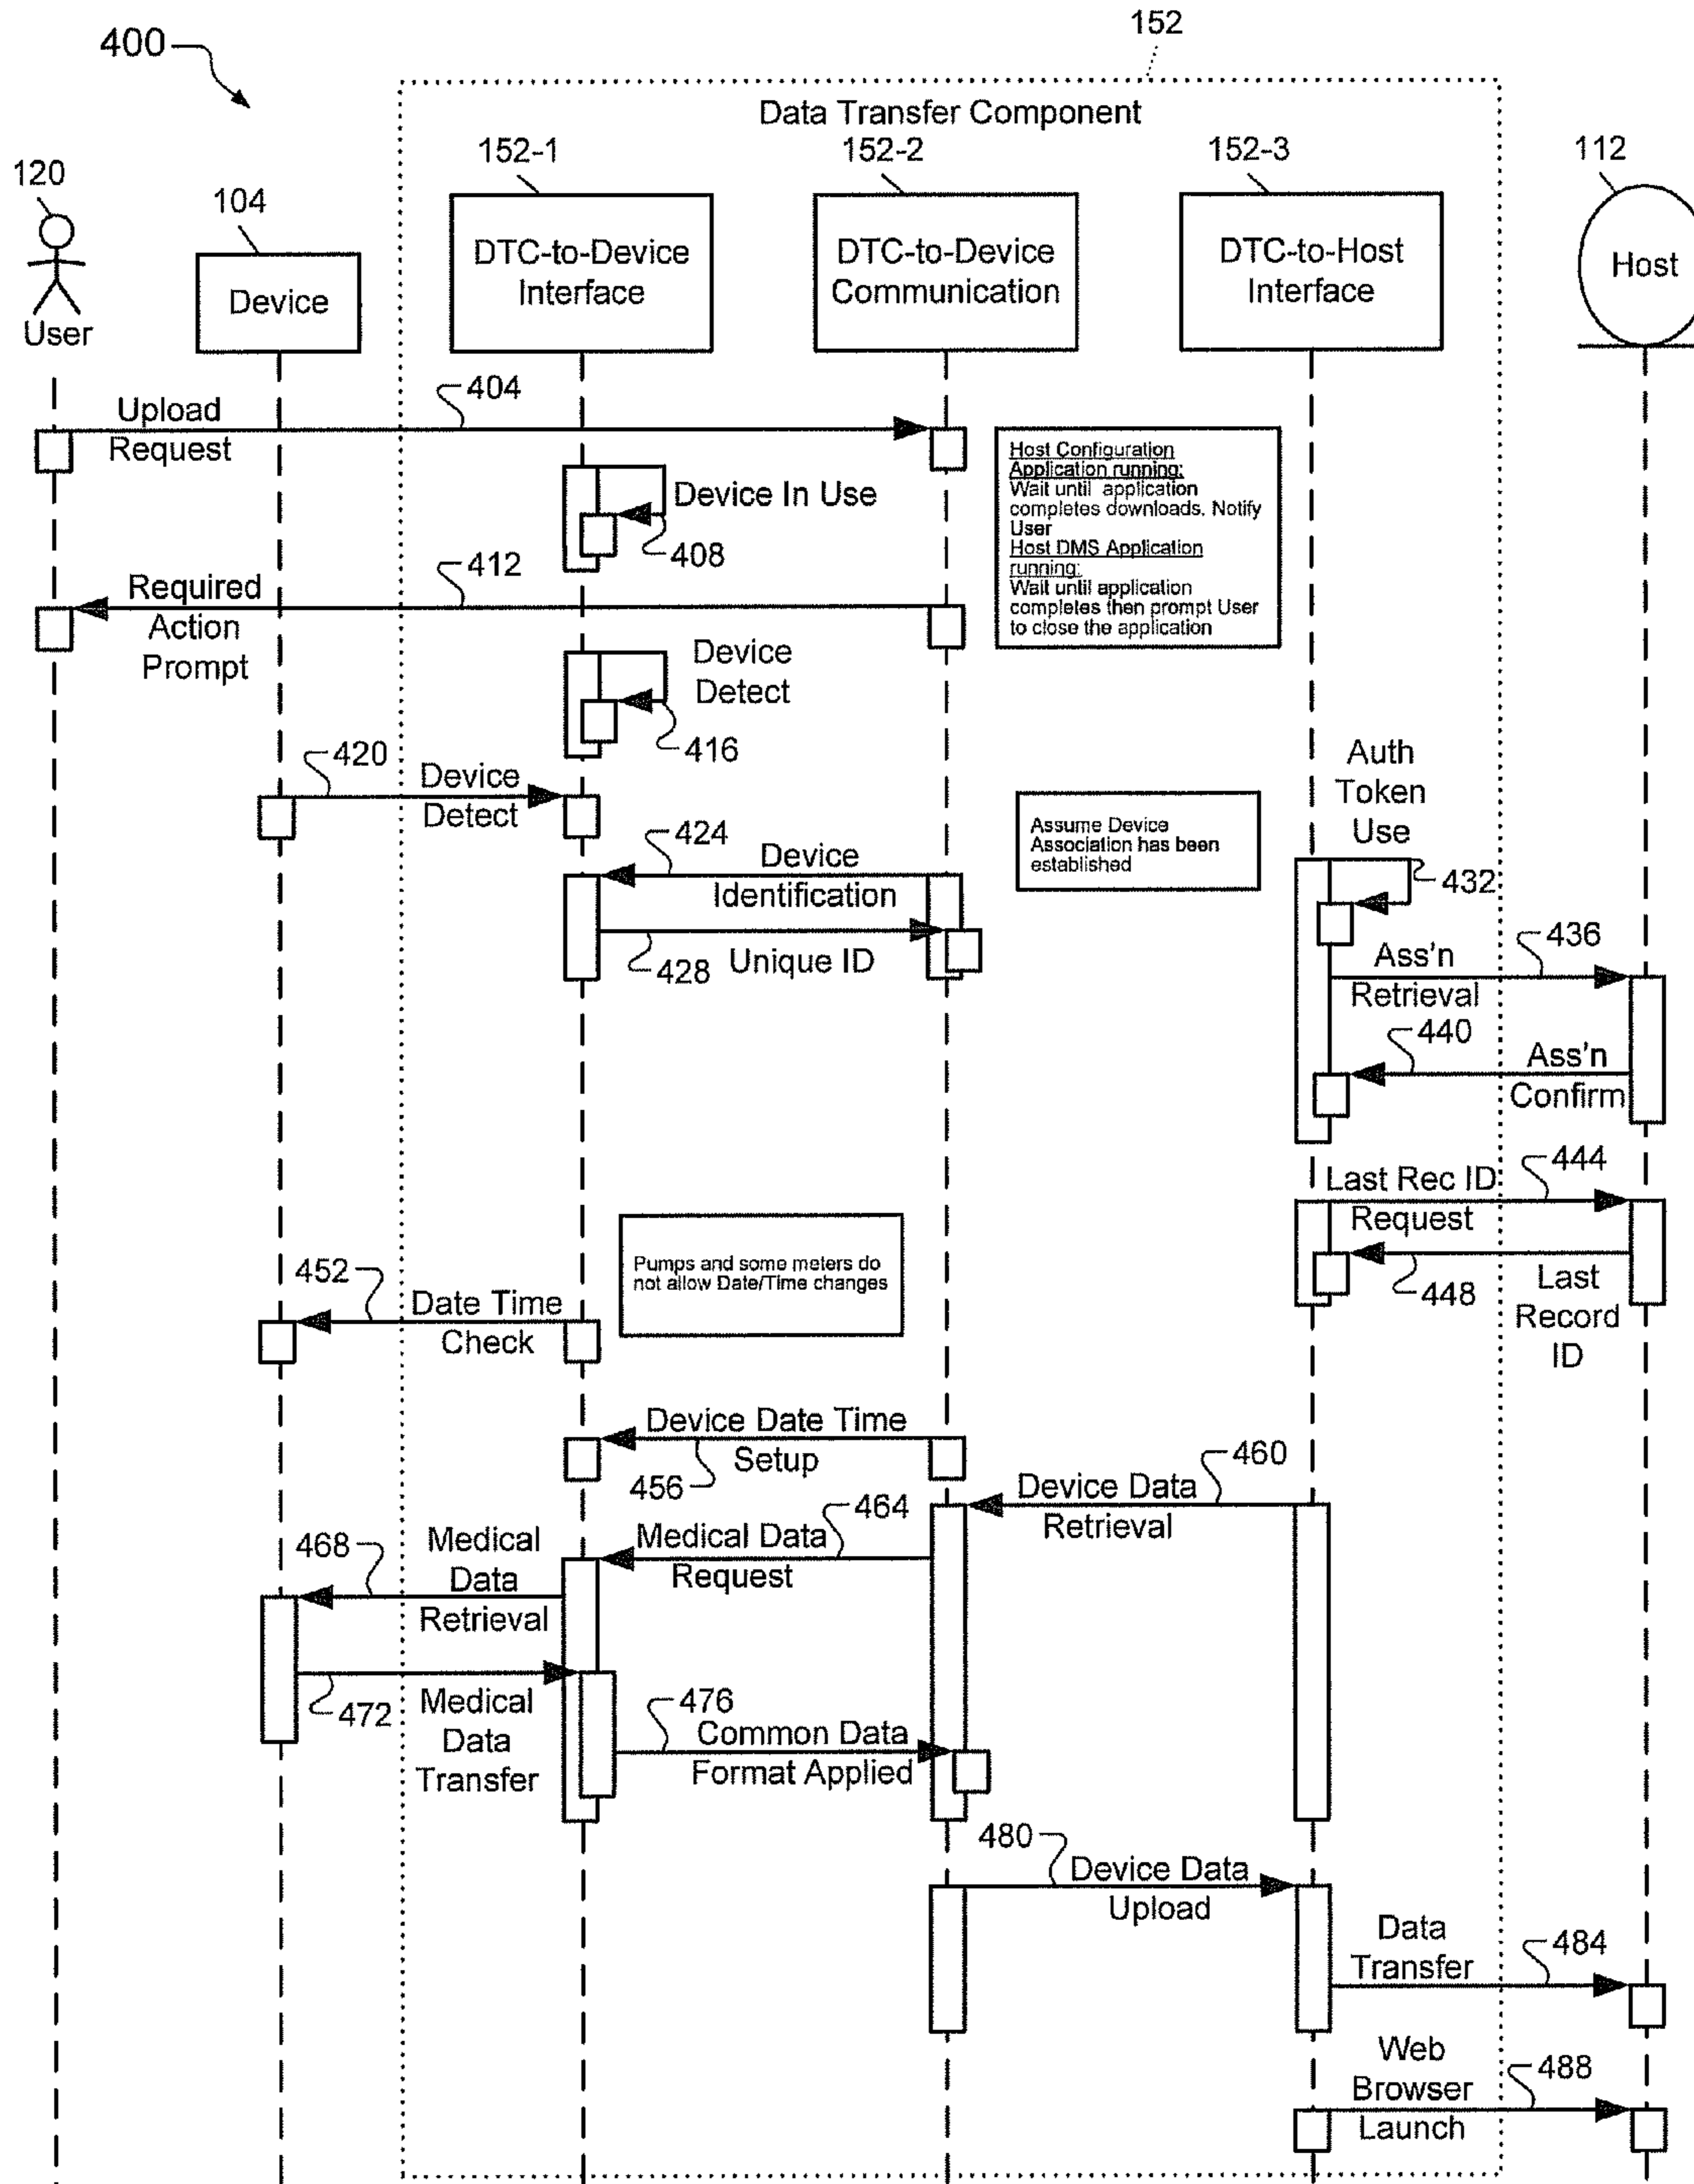 400
152
Data Transfer Component
120
User
104
Device
152-1
DTC-to-Device
Interface
152-2
DTC-to-Device
Communication
152-3
DTC-to-Host
Interface
112
Host
Upload
Request
404
Host Configuration
Application running:
Wait until application
completes downloads. Notify
User
Host DMS Application
running:
Wait until application
completes then prompt User
to close the application
Device In Use
408
Required
Action
Prompt
412
Device
Detect
416
420
Device
Detect
Assume Device
Association has been
established
Auth
Token
Use
432
424
Device
Identification
428
Unique ID
Ass'n
Retrieval
436
440
Ass'n
Confirm
Last Rec ID
Request
444
448
Last
Record
ID
Pumps and some meters do
not allow Date/Time changes
452
Date Time
Check
Device Date Time
Setup
456
460
Device Data
Retrieval
464
Medical Data
Request
468
Medical
Data
Retrieval
472
Medical
Data
Transfer
476
Common Data
Format Applied
480
Device Data
Upload
Data
Transfer
484
Web
Browser
Launch
488